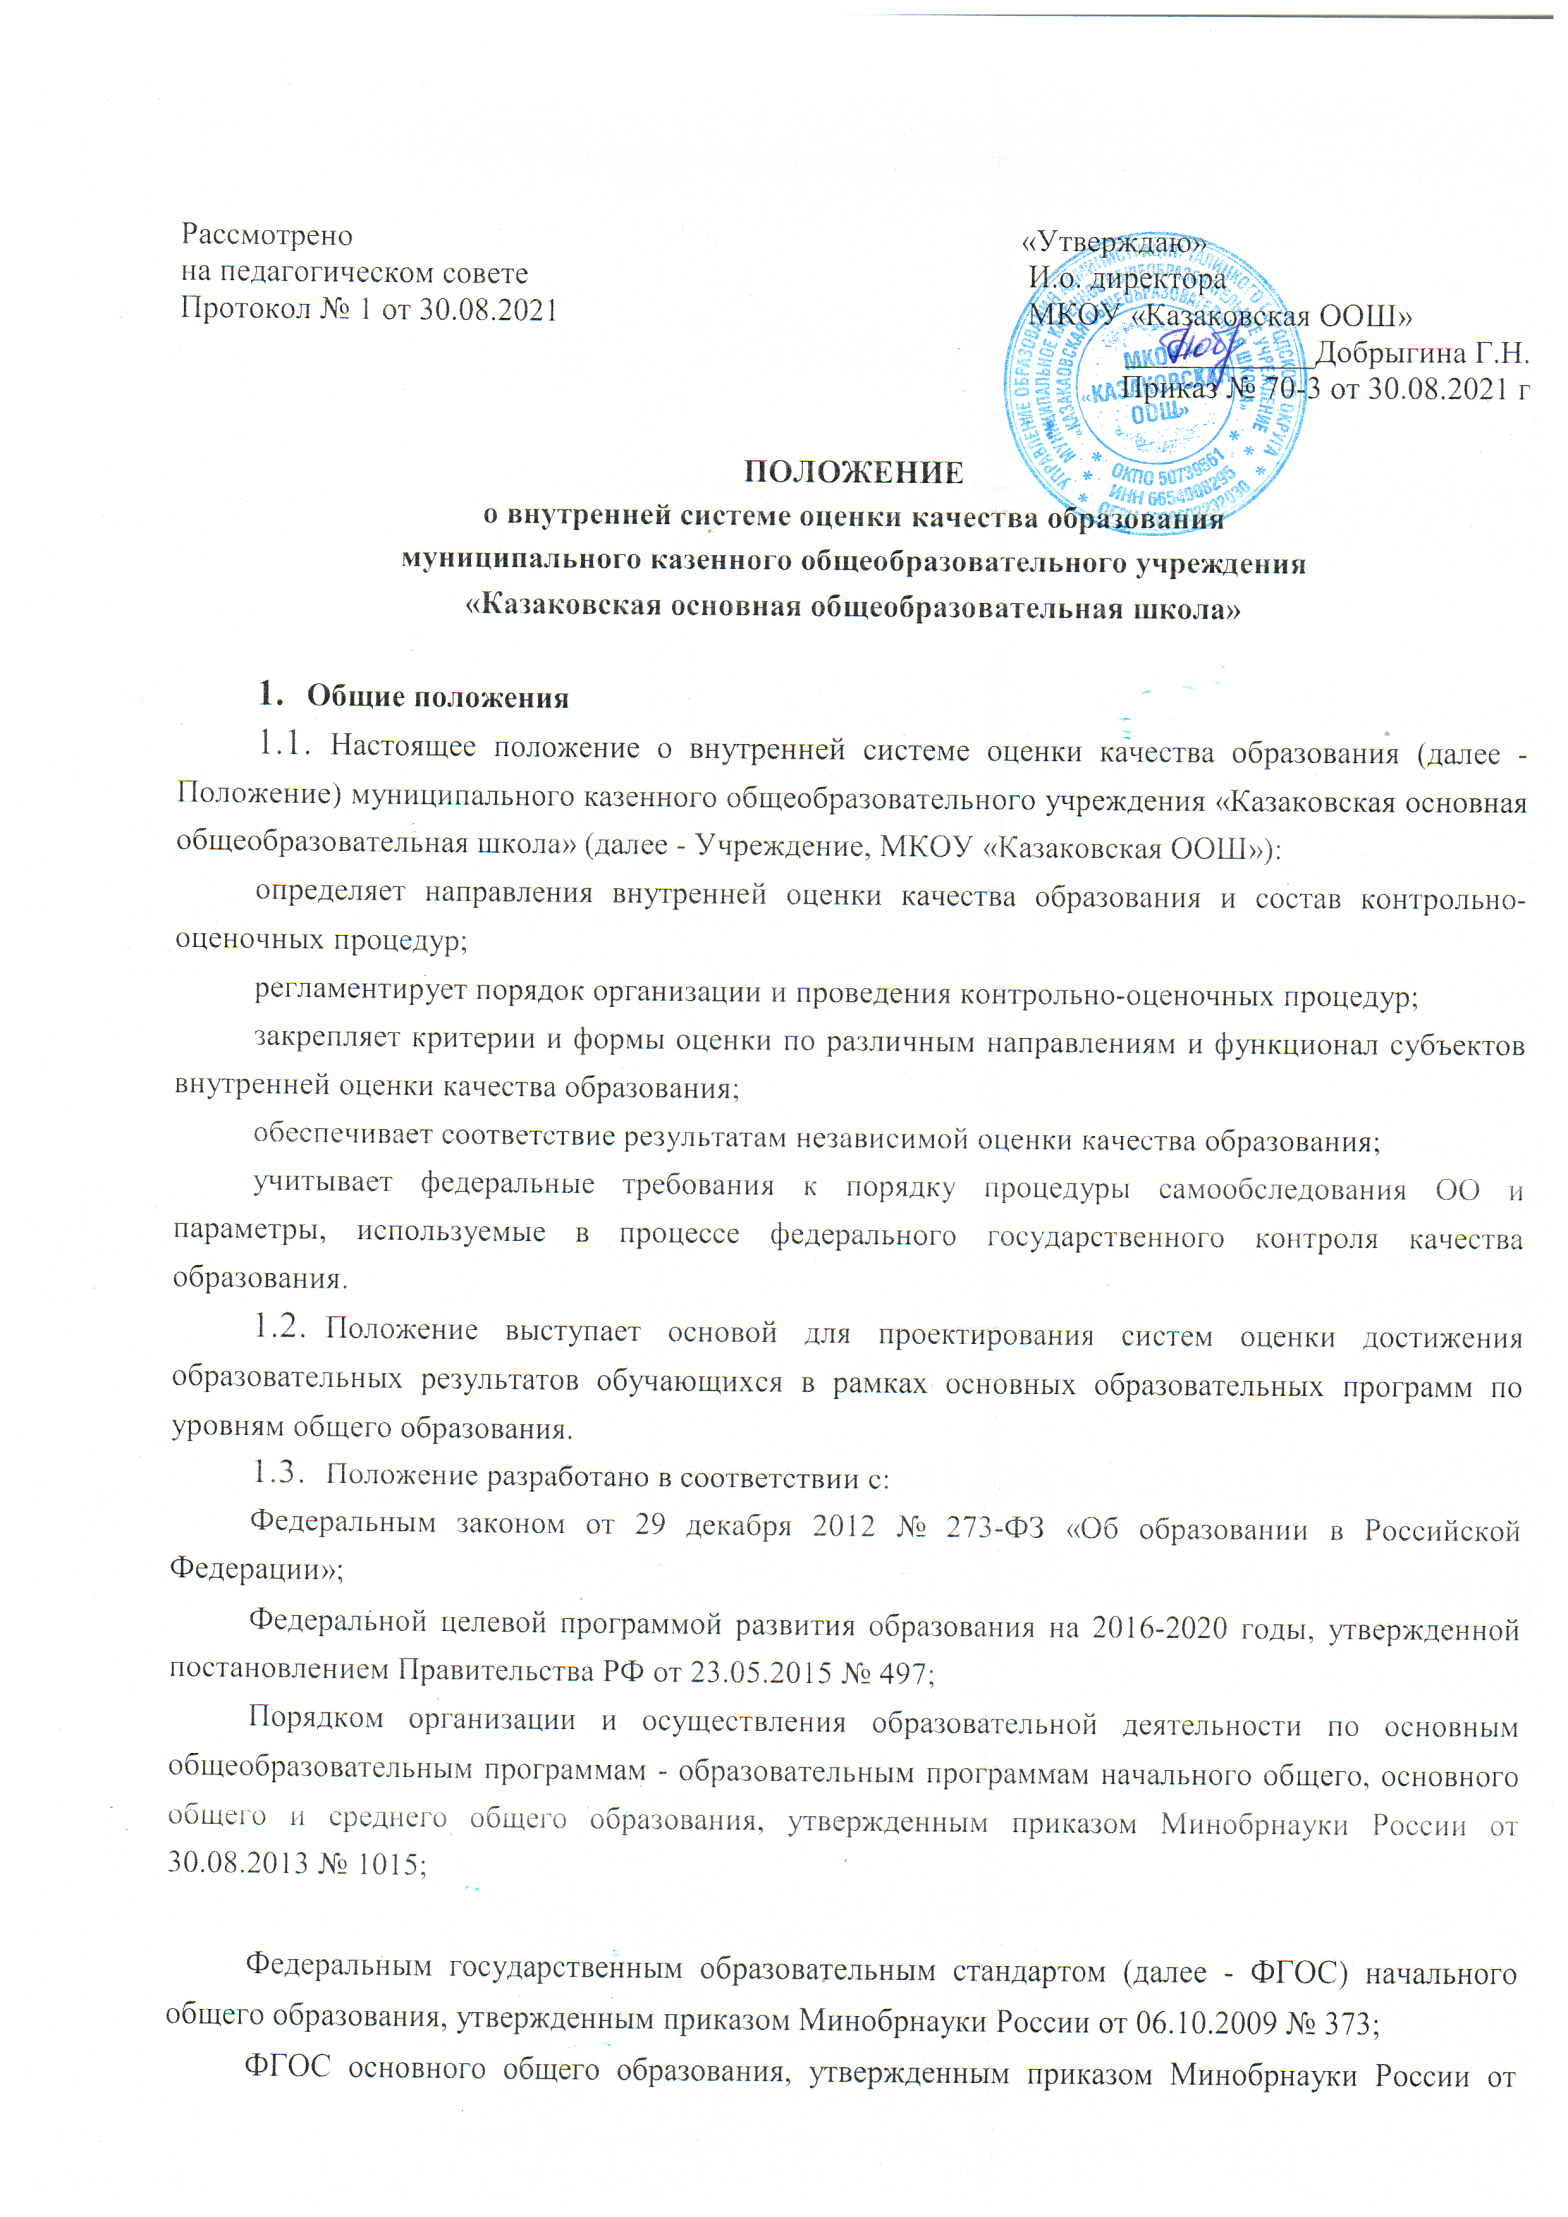 Рассмотрено
на педагогическом совете
Протокол № 1 от 30.08.2021
«Утверждаю»
И.о. директора
МКОУ «Казаковская ООШ»
Добрыгина Г.Н.
Приказ № 70-3 от 30.08.2021 г
МКОУ
«КАЗАКОВСКАЯ
ООШ»
ОКПО 50739561
ИНН 6654008295
ПОЛОЖЕНИЕ
о внутренней системе оценки качества образования
муниципального казенного общеобразовательного учреждения
«Казаковская основная общеобразовательная школа»
1. Общие положения
1.1. Настоящее положение о внутренней системе оценки качества образования (далее -
Положение) муниципального казенного общеобразовательного учреждения «Казаковская основная
общеобразовательная школа» (далее - Учреждение, МКОУ «Казаковская ООШ»):
определяет направления внутренней оценки качества образования и состав контрольно-
оценочных процедур;
регламентирует порядок организации и проведения контрольно-оценочных процедур;
закрепляет критерии и формы оценки по различным направлениям и функционал субъектов
внутренней оценки качества образования;
обеспечивает соответствие результатам независимой оценки качества образования;
учитывает федеральные требования к порядку процедуры самообследования ОО и
параметры, используемые в процессе федерального государственного контроля качества
образования.
1.2. Положение выступает основой для проектирования систем оценки достижения
образовательных результатов обучающихся в рамках основных образовательных программ по
уровням общего образования.
1.3. Положение разработано в соответствии с:
Федеральным законом от 29 декабря 2012 № 273-ФЗ «Об образовании в Российской
Федерации»;
Федеральной целевой программой развития образования на 2016-2020 годы, утвержденной
постановлением Правительства РФ от 23.05.2015 № 497;
Порядком организации и осуществления образовательной деятельности по основным
общеобразовательным программам - образовательным программам начального общего, основного
общего и среднего общего образования, утвержденным приказом Минобрнауки России от
30.08.2013 № 1015;
Федеральным государственным образовательным стандартом (далее - ФГОС) начального
общего образования, утвержденным приказом Минобрнауки России от 06.10.2009 № 373;
ФГОС основного общего образования, утвержденным приказом Минобрнауки России от